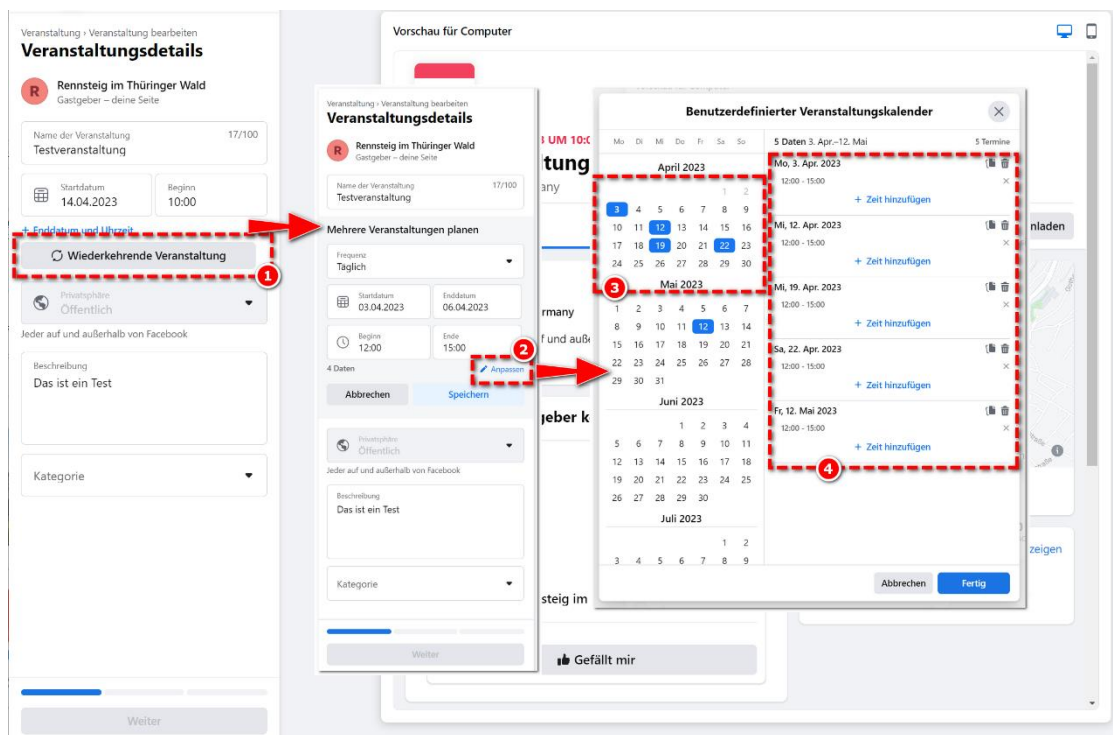 Veranstaltung › Veranstaltung bearbeiten
Veranstaltungsdetails
R
Rennsteig im Thüringer Wald
Gastgeber – deine Seite
Name der Veranstaltung
17/100
Testveranstaltung
Startdatum
14.04.2023
Beginn
10:00
+ Enddatum und Uhrzeit
Wiederkehrende Veranstaltung
1
Privatsphäre
Öffentlich
Jeder auf und außerhalb von Facebook
Beschreibung
Das ist ein Test
Kategorie
Weiter
Veranstaltung › Veranstaltung bearbeiten
Veranstaltungsdetails
R
Rennsteig im Thüringer Wald
Gastgeber – deine Seite
Name der Veranstaltung
17/100
Testveranstaltung
Mehrere Veranstaltungen planen
Frequenz
Täglich
Startdatum
03.04.2023
Enddatum
06.04.2023
Beginn
12:00
Ende
15:00
2
4 Daten
Anpassen
Abbrechen
Speichern
Privatsphäre
Öffentlich
Jeder auf und außerhalb von Facebook
Beschreibung
Das ist ein Test
Kategorie
Weiter
Vorschau für Computer
UM 10:0
tung
any
nladen
rmany
f und auße
geber k
zeigen
steig im
Gefällt mir
Benutzerdefinierter Veranstaltungskalender
Mo Di Mi Do Fr Sa So
April 2023
1 2
3 4 5 6 7 8 9
10 11 12 13 14 15 16
17 18 19 20 21 22 23
24 25 26 27 28 29 30
3
Mai 2023
1 2 3 4 5 6 7
8 9 10 11 12 13 14
15 16 17 18 19 20 21
22 23 24 25 26 27 28
29 30 31
Juni 2023
1 2 3 4
5 6 7 8 9 10 11
12 13 14 15 16 17 18
19 20 21 22 23 24 25
26 27 28 29 30
Juli 2023
1 2
3 4 5 6 7 8 9
5 Daten 3. Apr.–12. Mai
5 Termine
Mo, 3. Apr. 2023
12:00 - 15:00
+ Zeit hinzufügen
Mi, 12. Apr. 2023
12:00 - 15:00
+ Zeit hinzufügen
Mi, 19. Apr. 2023
12:00 - 15:00
+ Zeit hinzufügen
Sa, 22. Apr. 2023
12:00 - 15:00
+ Zeit hinzufügen
Fr, 12. Mai 2023
12:00 - 15:00
+ Zeit hinzufügen
4
Abbrechen
Fertig